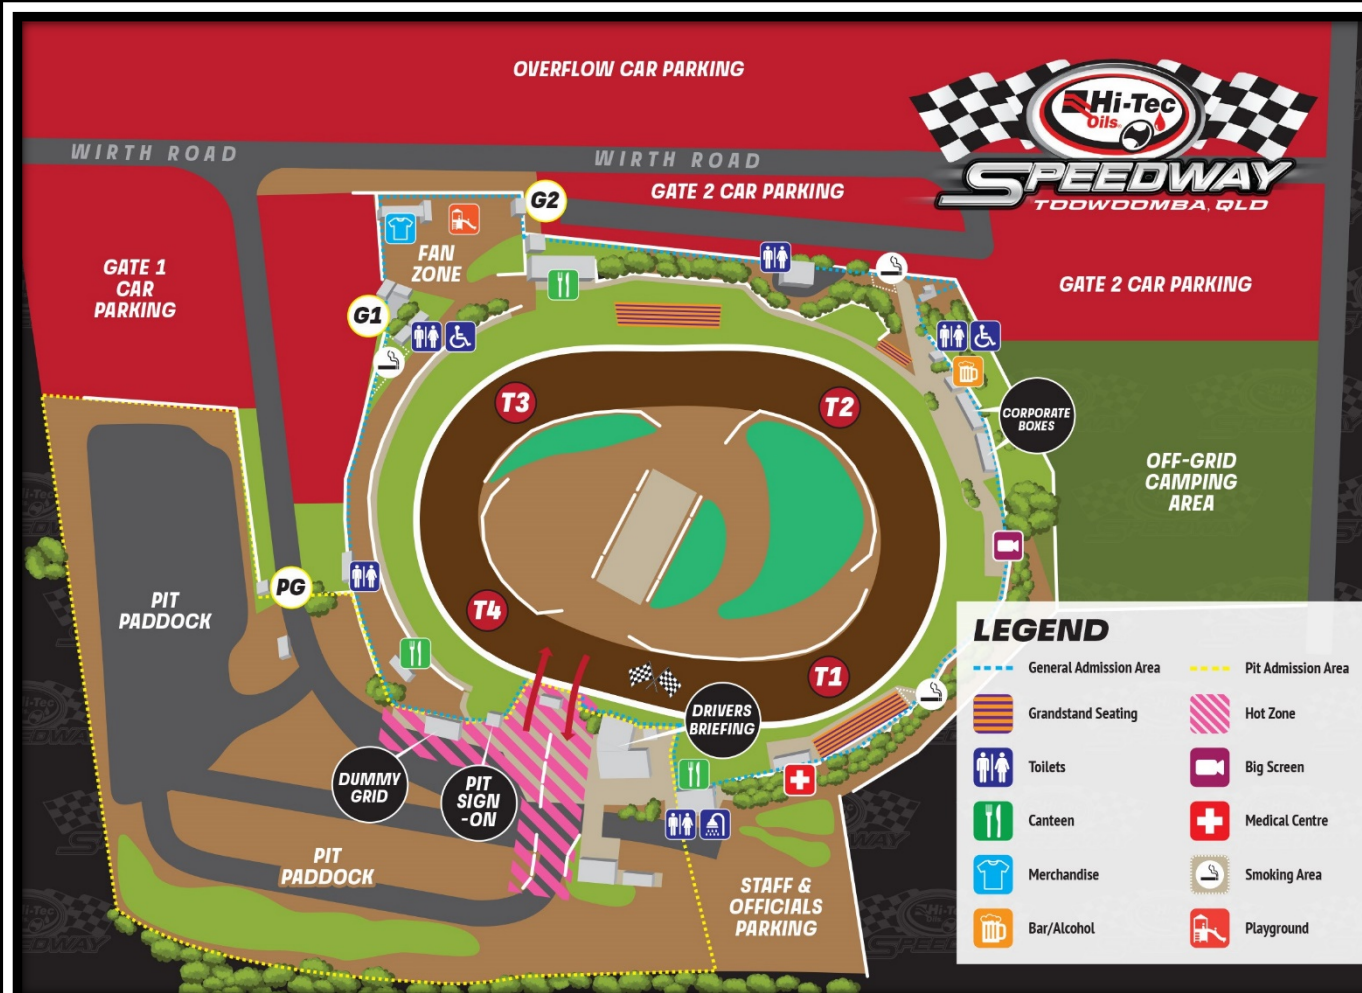 OVERFLOW CAR PARKING
Hi-Tec
Oils
SPEEDWAY
TOOWOOMBA, QLD
WIRTH ROAD
WIRTH ROAD
GATE 2 CAR PARKING
G2
FAN
ZONE
GATE 1
CAR
PARKING
GATE 2 CAR PARKING
G1
T3
T2
CORPORATE
BOXES
OFF-GRID
CAMPING
AREA
PG
PIT
PADDOCK
T4
T1
DRIVERS
BRIEFING
DUMMY
GRID
PIT
SIGN
-ON
PIT
PADDOCK
STAFF &
OFFICIALS
PARKING
LEGEND
General Admission Area
Pit Admission Area
Grandstand Seating
Hot Zone
Toilets
Big Screen
Canteen
Medical Centre
Merchandise
Smoking Area
Bar/Alcohol
Playground